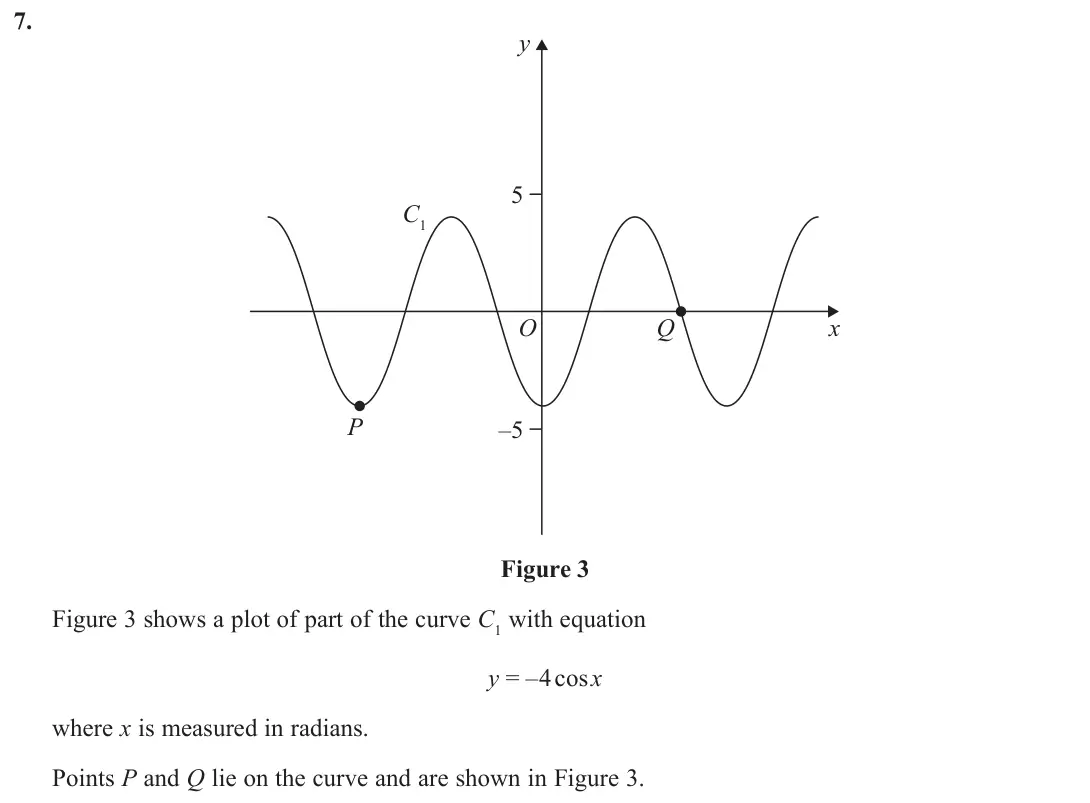 7.
y
5
C₁
O
Q
x
P
–5
Figure 3
Figure 3 shows a plot of part of the curve C₁ with equation
y = –4 cos x
where x is measured in radians.
Points P and Q lie on the curve and are shown in Figure 3.